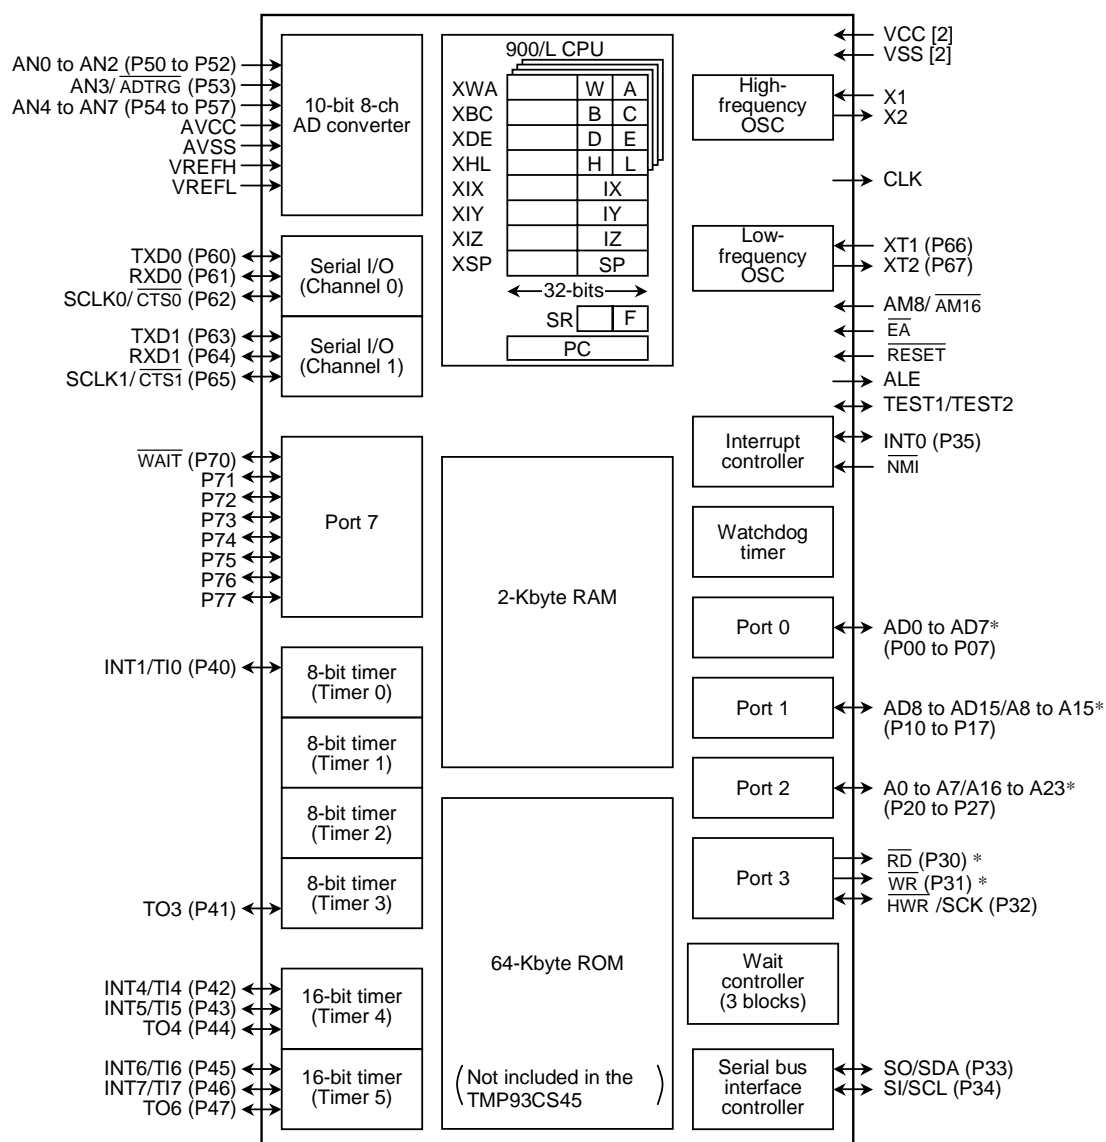 AN0 to AN2 (P50 to P52)
AN3/ ADTRG (P53)
AN4 to AN7 (P54 to P57)
AVCC
AVSS
VREFH
VREFL
10-bit 8-ch
AD converter
TXD0 (P60)
RXD0 (P61)
SCLK0/ CTS0 (P62)
Serial I/O
(Channel 0)
TXD1 (P63)
RXD1 (P64)
SCLK1/ CTS1 (P65)
Serial I/O
(Channel 1)
WAIT (P70)
P71
P72
P73
P74
P75
P76
P77
Port 7
INT1/TI0 (P40)
8-bit timer
(Timer 0)
8-bit timer
(Timer 1)
8-bit timer
(Timer 2)
8-bit timer
(Timer 3)
TO3 (P41)
INT4/TI4 (P42)
INT5/TI5 (P43)
TO4 (P44)
16-bit timer
(Timer 4)
INT6/TI6 (P45)
INT7/TI7 (P46)
TO6 (P47)
16-bit timer
(Timer 5)
900/L CPU
XWA W A
XBC B C
XDE D E
XHL H L
XIX IX
XIY IY
XIZ IZ
XSP SP
32-bits
SR F
PC
2-Kbyte RAM
64-Kbyte ROM
(Not included in the
TMP93CS45)
VCC [2]
VSS [2]
High-
frequency
OSC
X1
X2
CLK
Low-
frequency
OSC
XT1 (P66)
XT2 (P67)
AM8/ AM16
EA
RESET
ALE
TEST1/TEST2
Interrupt
controller
INT0 (P35)
NMI
Watchdog
timer
Port 0
AD0 to AD7*
(P00 to P07)
Port 1
AD8 to AD15/A8 to A15*
(P10 to P17)
Port 2
A0 to A7/A16 to A23*
(P20 to P27)
Port 3
RD (P30) *
WR (P31) *
HWR /SCK (P32)
Wait
controller
(3 blocks)
Serial bus
interface
controller
SO/SDA (P33)
SI/SCL (P34)